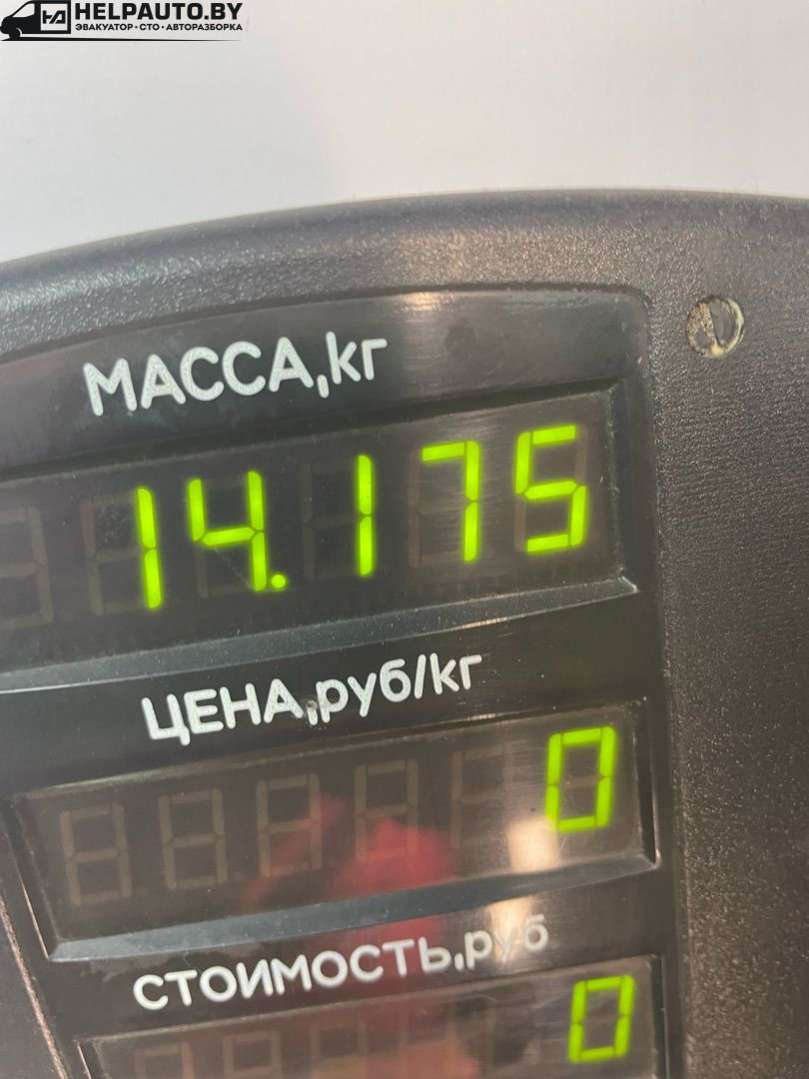 HELPAUTO.BY
ЭВАКУАТОР • СТО • АВТОРАЗБОРКА
МАССА,кг
14.175
ЦЕНА,руб/кг
0
СТОИМОСТЬ,руб
0